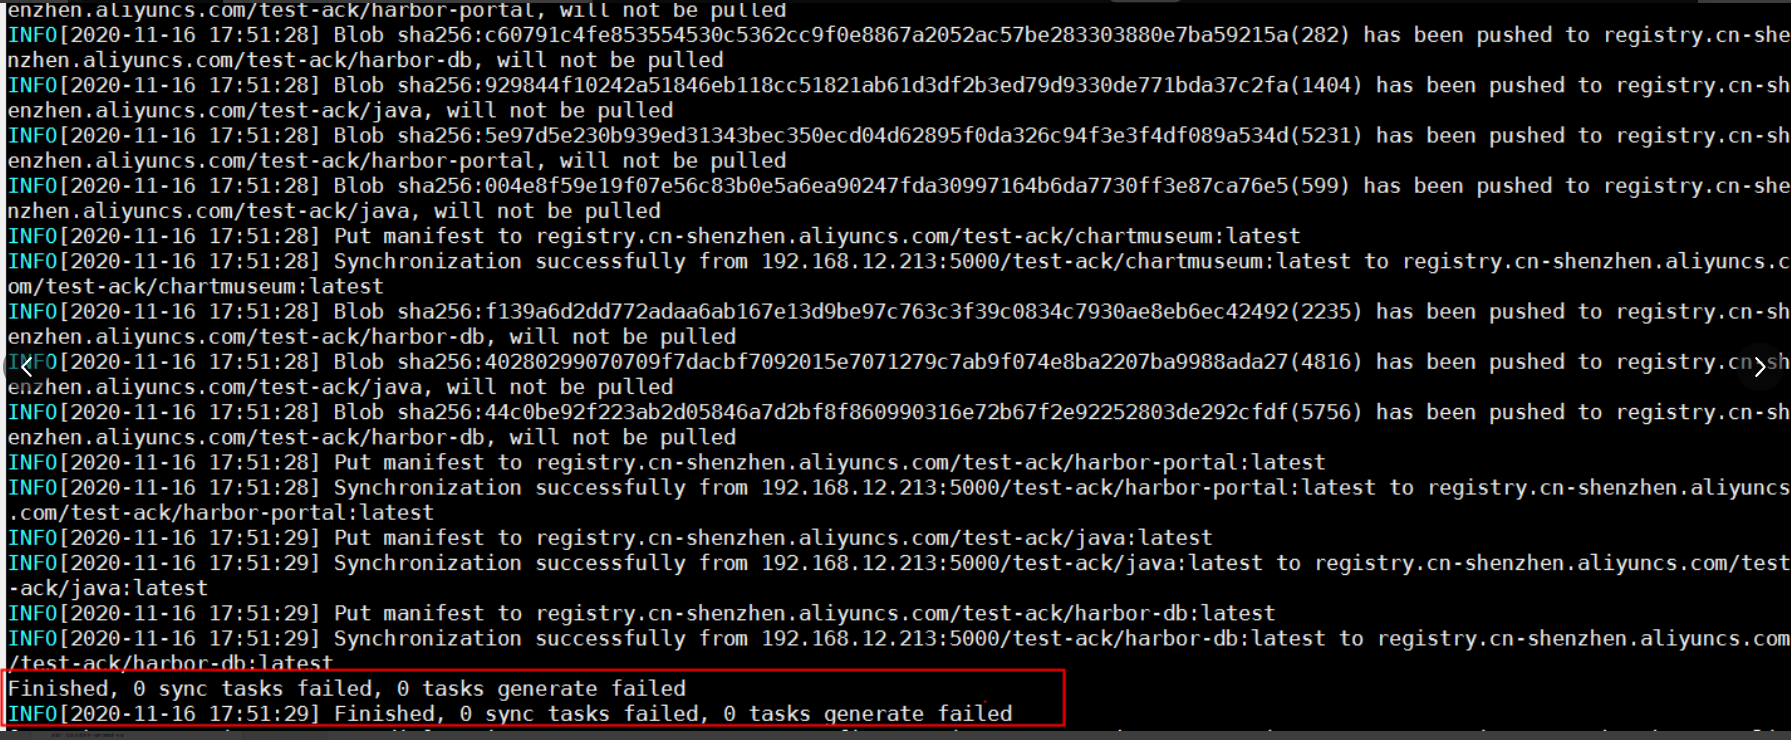 enzhen.aliyuncs.com/test-ack/harbor-portal, will not be pulled
INFO[2020-11-16 17:51:28] Blob sha256:c60791c4fe853554530c5362cc9f0e8867a2052ac57be283303880e7ba59215a(282) has been pushed to registry.cn-she
nzhen.aliyuncs.com/test-ack/harbor-db, will not be pulled
INFO[2020-11-16 17:51:28] Blob sha256:929844f10242a51846eb118cc51821ab61d3df2b3ed79d9330de771bda37c2fa(1404) has been pushed to registry.cn-sh
enzhen.aliyuncs.com/test-ack/java, will not be pulled
INFO[2020-11-16 17:51:28] Blob sha256:5e97d5e230b939ed31343bec350ecd04d62895f0da326c94f3e3f4df089a534d(5231) has been pushed to registry.cn-sh
enzhen.aliyuncs.com/test-ack/harbor-portal, will not be pulled
INFO[2020-11-16 17:51:28] Blob sha256:004e8f59e19f07e56c83b0e5a6ea90247fda30997164b6da7730ff3e87ca76e5(599) has been pushed to registry.cn-she
nzhen.aliyuncs.com/test-ack/java, will not be pulled
INFO[2020-11-16 17:51:28] Put manifest to registry.cn-shenzhen.aliyuncs.com/test-ack/chartmuseum:latest
INFO[2020-11-16 17:51:28] Synchronization successfully from 192.168.12.213:5000/test-ack/chartmuseum:latest to registry.cn-shenzhen.aliyuncs.c
om/test-ack/chartmuseum:latest
INFO[2020-11-16 17:51:28] Blob sha256:f139a6d2dd772adaa6ab167e13d9be97c763c3f39c0834c7930ae8eb6ec42492(2235) has been pushed to registry.cn-sh
enzhen.aliyuncs.com/test-ack/harbor-db, will not be pulled
INFO[2020-11-16 17:51:28] Blob sha256:40280299070709f7dacbf7092015e7071279c7ab9f074e8ba2207ba9988ada27(4816) has been pushed to registry.cn-sh
enzhen.aliyuncs.com/test-ack/java, will not be pulled
INFO[2020-11-16 17:51:28] Blob sha256:44c0be92f223ab2d05846a7d2bf8f860990316e72b67f2e92252803de292cfdf(5756) has been pushed to registry.cn-sh
enzhen.aliyuncs.com/test-ack/harbor-db, will not be pulled
INFO[2020-11-16 17:51:28] Put manifest to registry.cn-shenzhen.aliyuncs.com/test-ack/harbor-portal:latest
INFO[2020-11-16 17:51:28] Synchronization successfully from 192.168.12.213:5000/test-ack/harbor-portal:latest to registry.cn-shenzhen.aliyuncs
.com/test-ack/harbor-portal:latest
INFO[2020-11-16 17:51:29] Put manifest to registry.cn-shenzhen.aliyuncs.com/test-ack/java:latest
INFO[2020-11-16 17:51:29] Synchronization successfully from 192.168.12.213:5000/test-ack/java:latest to registry.cn-shenzhen.aliyuncs.com/test
-ack/java:latest
INFO[2020-11-16 17:51:29] Put manifest to registry.cn-shenzhen.aliyuncs.com/test-ack/harbor-db:latest
INFO[2020-11-16 17:51:29] Synchronization successfully from 192.168.12.213:5000/test-ack/harbor-db:latest to registry.cn-shenzhen.aliyuncs.com
/test-ack/harbor-db:latest
Finished, 0 sync tasks failed, 0 tasks generate failed
INFO[2020-11-16 17:51:29] Finished, 0 sync tasks failed, 0 tasks generate failed